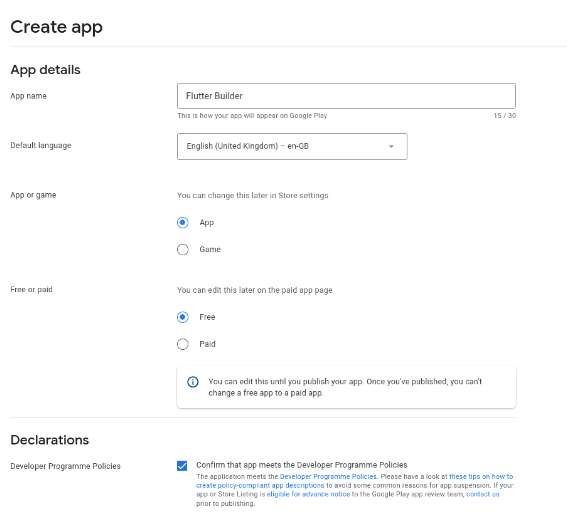 Create app
App details
App name
Flutter Builder
This is how your app will appear on Google Play
15 / 30
Default language
English (United Kingdom) – en-GB
App or game
You can change this later in Store settings
App
Game
Free or paid
You can edit this later on the paid app page
Free
Paid
You can edit this until you publish your app. Once you've published, you can't
change a free app to a paid app.
Declarations
Developer Programme Policies
Confirm that app meets the Developer Programme Policies
The application meets the Developer Programme Policies. Please have a look at these tips on how to
create policy-compliant app descriptions to avoid some common reasons for app suspension. If your
app or Store Listing is eligible for advance notice to the Google Play app review team, contact us
prior to publishing.